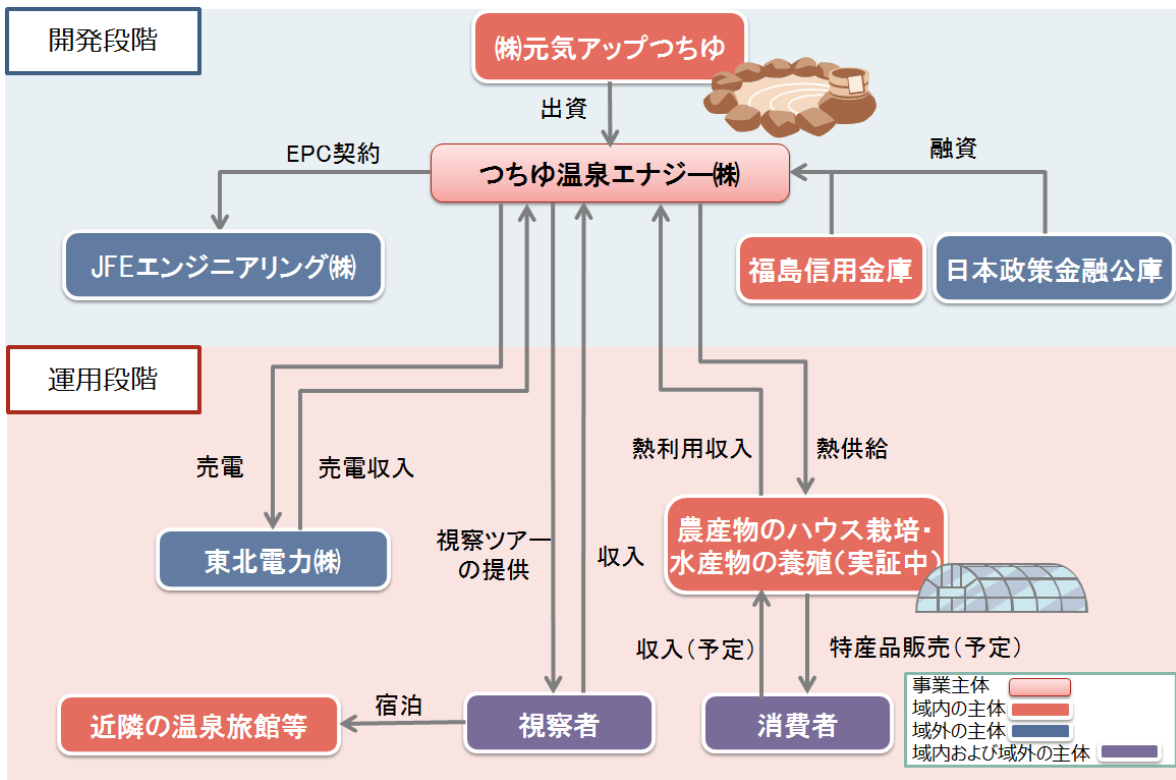 開発段階
㈱元気アップつちゆ
出資
EPC契約
融資
つちゆ温泉エナジー㈱
JFEエンジニアリング㈱
福島信用金庫
日本政策金融公庫
運用段階
売電
売電収入
視察ツアー
の提供
収入
熱利用収入
熱供給
東北電力㈱
農産物のハウス栽培・
水産物の養殖(実証中)
収入(予定)
特産品販売(予定)
近隣の温泉旅館等
宿泊
視察者
消費者
事業主体
域内の主体
域外の主体
域内および域外の主体